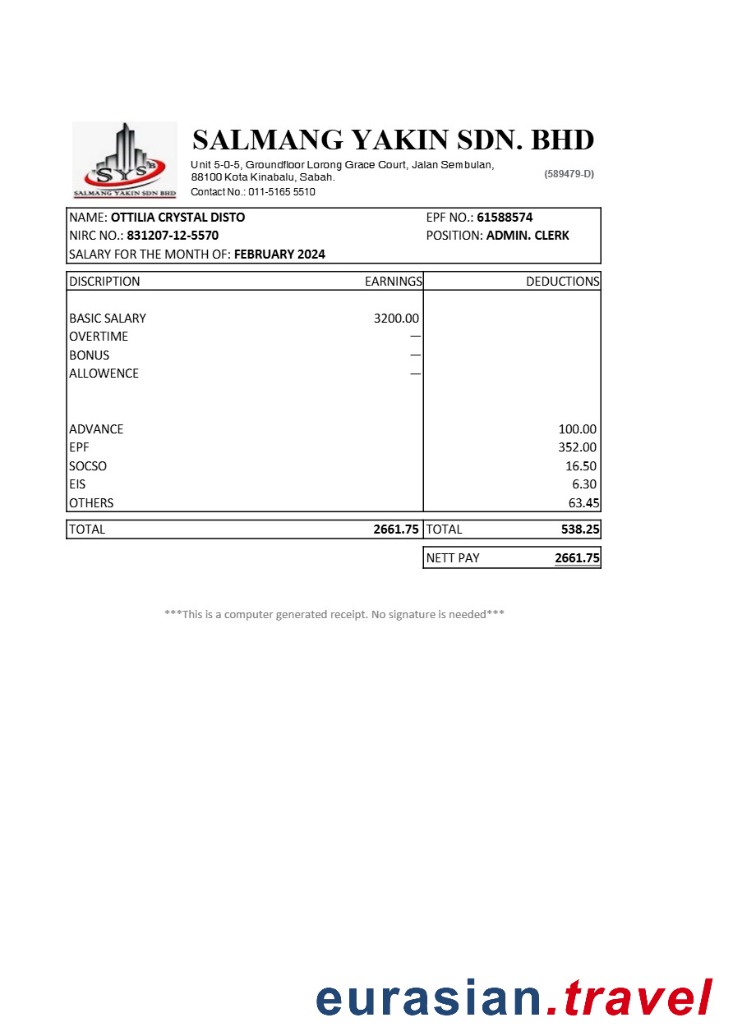 SYSB
SALMANG YAKIN SDN BHD
SALMANG YAKIN SDN. BHD
Unit 5-0-5, Groundfloor Lorong Grace Court, Jalan Sembulan,
88100 Kota Kinabalu, Sabah.
(589479-D)
Contact No.: 011-5165 5510
NAME: OTTILIA CRYSTAL DISTO EPF NO.: 61588574
NIRC NO.: 831207-12-5570 POSITION: ADMIN. CLERK
SALARY FOR THE MONTH OF: FEBRUARY 2024
DISCRIPTION EARNINGS DEDUCTIONS
BASIC SALARY 3200.00
OVERTIME —
BONUS —
ALLOWENCE —
ADVANCE 100.00
EPF 352.00
SOCSO 16.50
EIS 6.30
OTHERS 63.45
TOTAL 2661.75 TOTAL 538.25
NETT PAY 2661.75
***This is a computer generated receipt. No signature is needed***
eurasian.travel